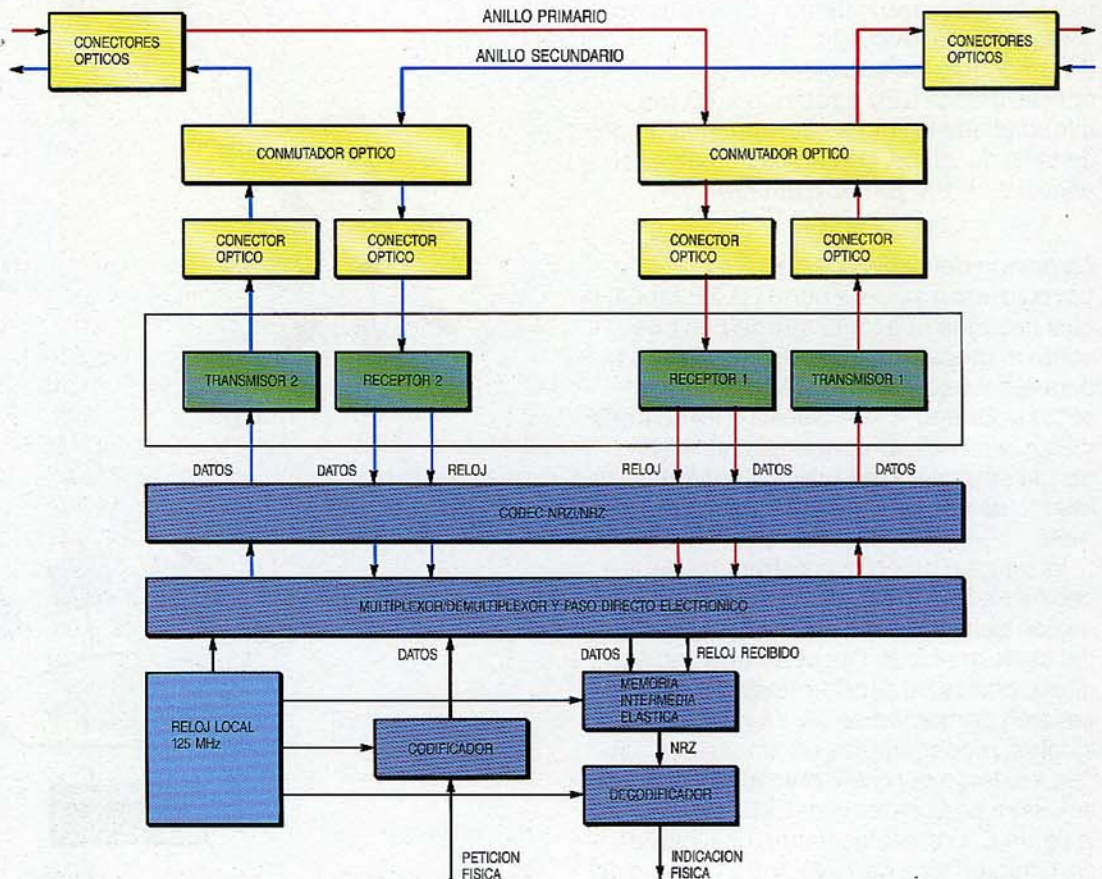 ANILLO PRIMARIO
CONECTORES
OPTICOS
CONECTORES
OPTICOS
ANILLO SECUNDARIO
CONMUTADOR OPTICO
CONMUTADOR OPTICO
CONECTOR
OPTICO
CONECTOR
OPTICO
CONECTOR
OPTICO
CONECTOR
OPTICO
TRANSMISOR 2
RECEPTOR 2
RECEPTOR 1
TRANSMISOR 1
DATOS
DATOS
RELOJ
RELOJ
DATOS
DATOS
CODEC NRZI/NRZ
MULTIPLEXOR/DEMULTIPLEXOR Y PASO DIRECTO ELECTRONICO
DATOS
DATOS
RELOJ RECIBIDO
RELOJ LOCAL
125 MHz
CODIFICADOR
MEMORIA
INTERMEDIA
ELASTICA
NRZ
DECODIFICADOR
PETICION
FISICA
INDICACION
FISICA